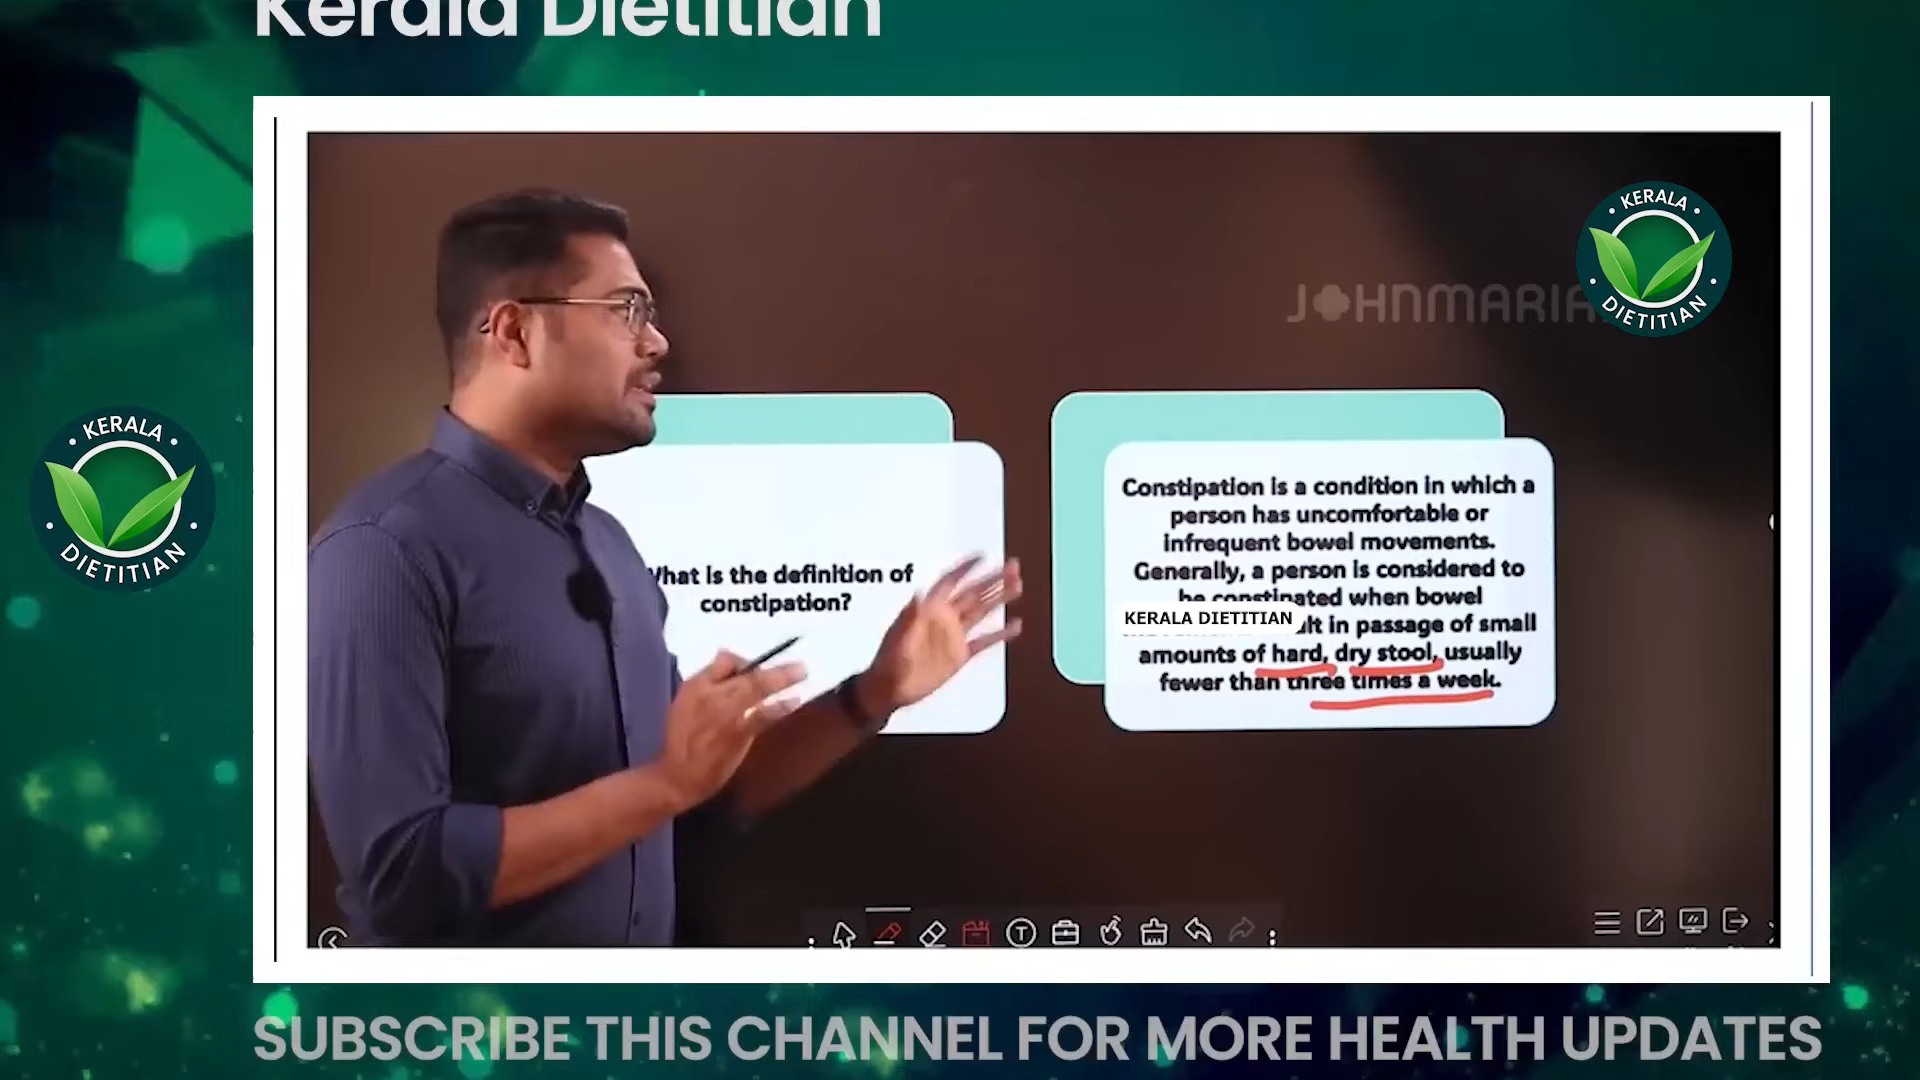 Kerala Dietitian
KERALA
DIETITIAN
JOHNMARIA
KERALA
DIETITIAN
What is the definition of
constipation?
Constipation is a condition in which a
person has uncomfortable or
infrequent bowel movements.
Generally, a person is considered to
be constipated when bowel
KERALA DIETITIAN
in passage of small
amounts of hard, dry stool, usually
fewer than three times a week.
SUBSCRIBE THIS CHANNEL FOR MORE HEALTH UPDATES